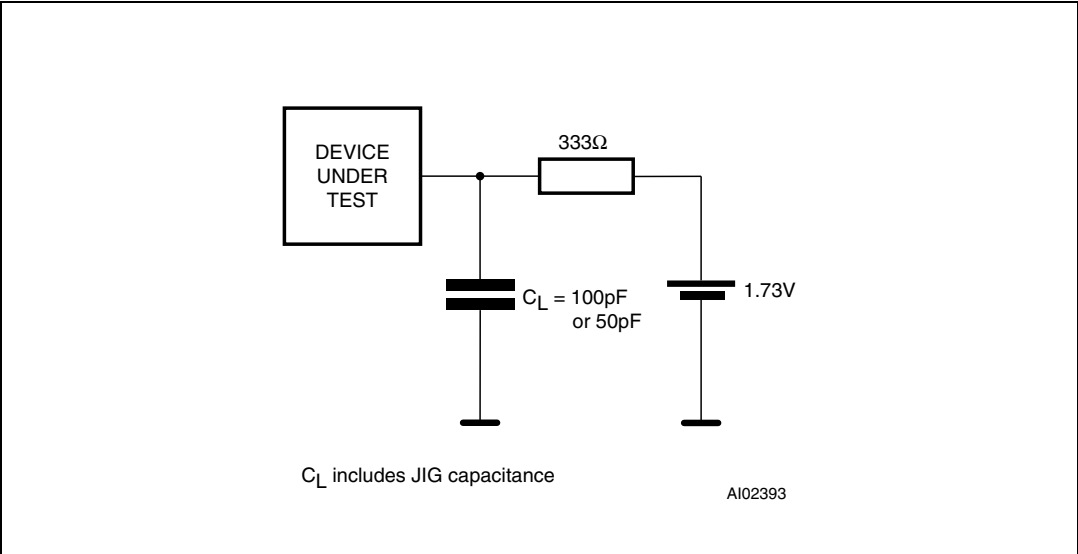 DEVICE
UNDER
TEST
333Ω
CL = 100pF
or 50pF
1.73V
CL includes JIG capacitance
AI02393